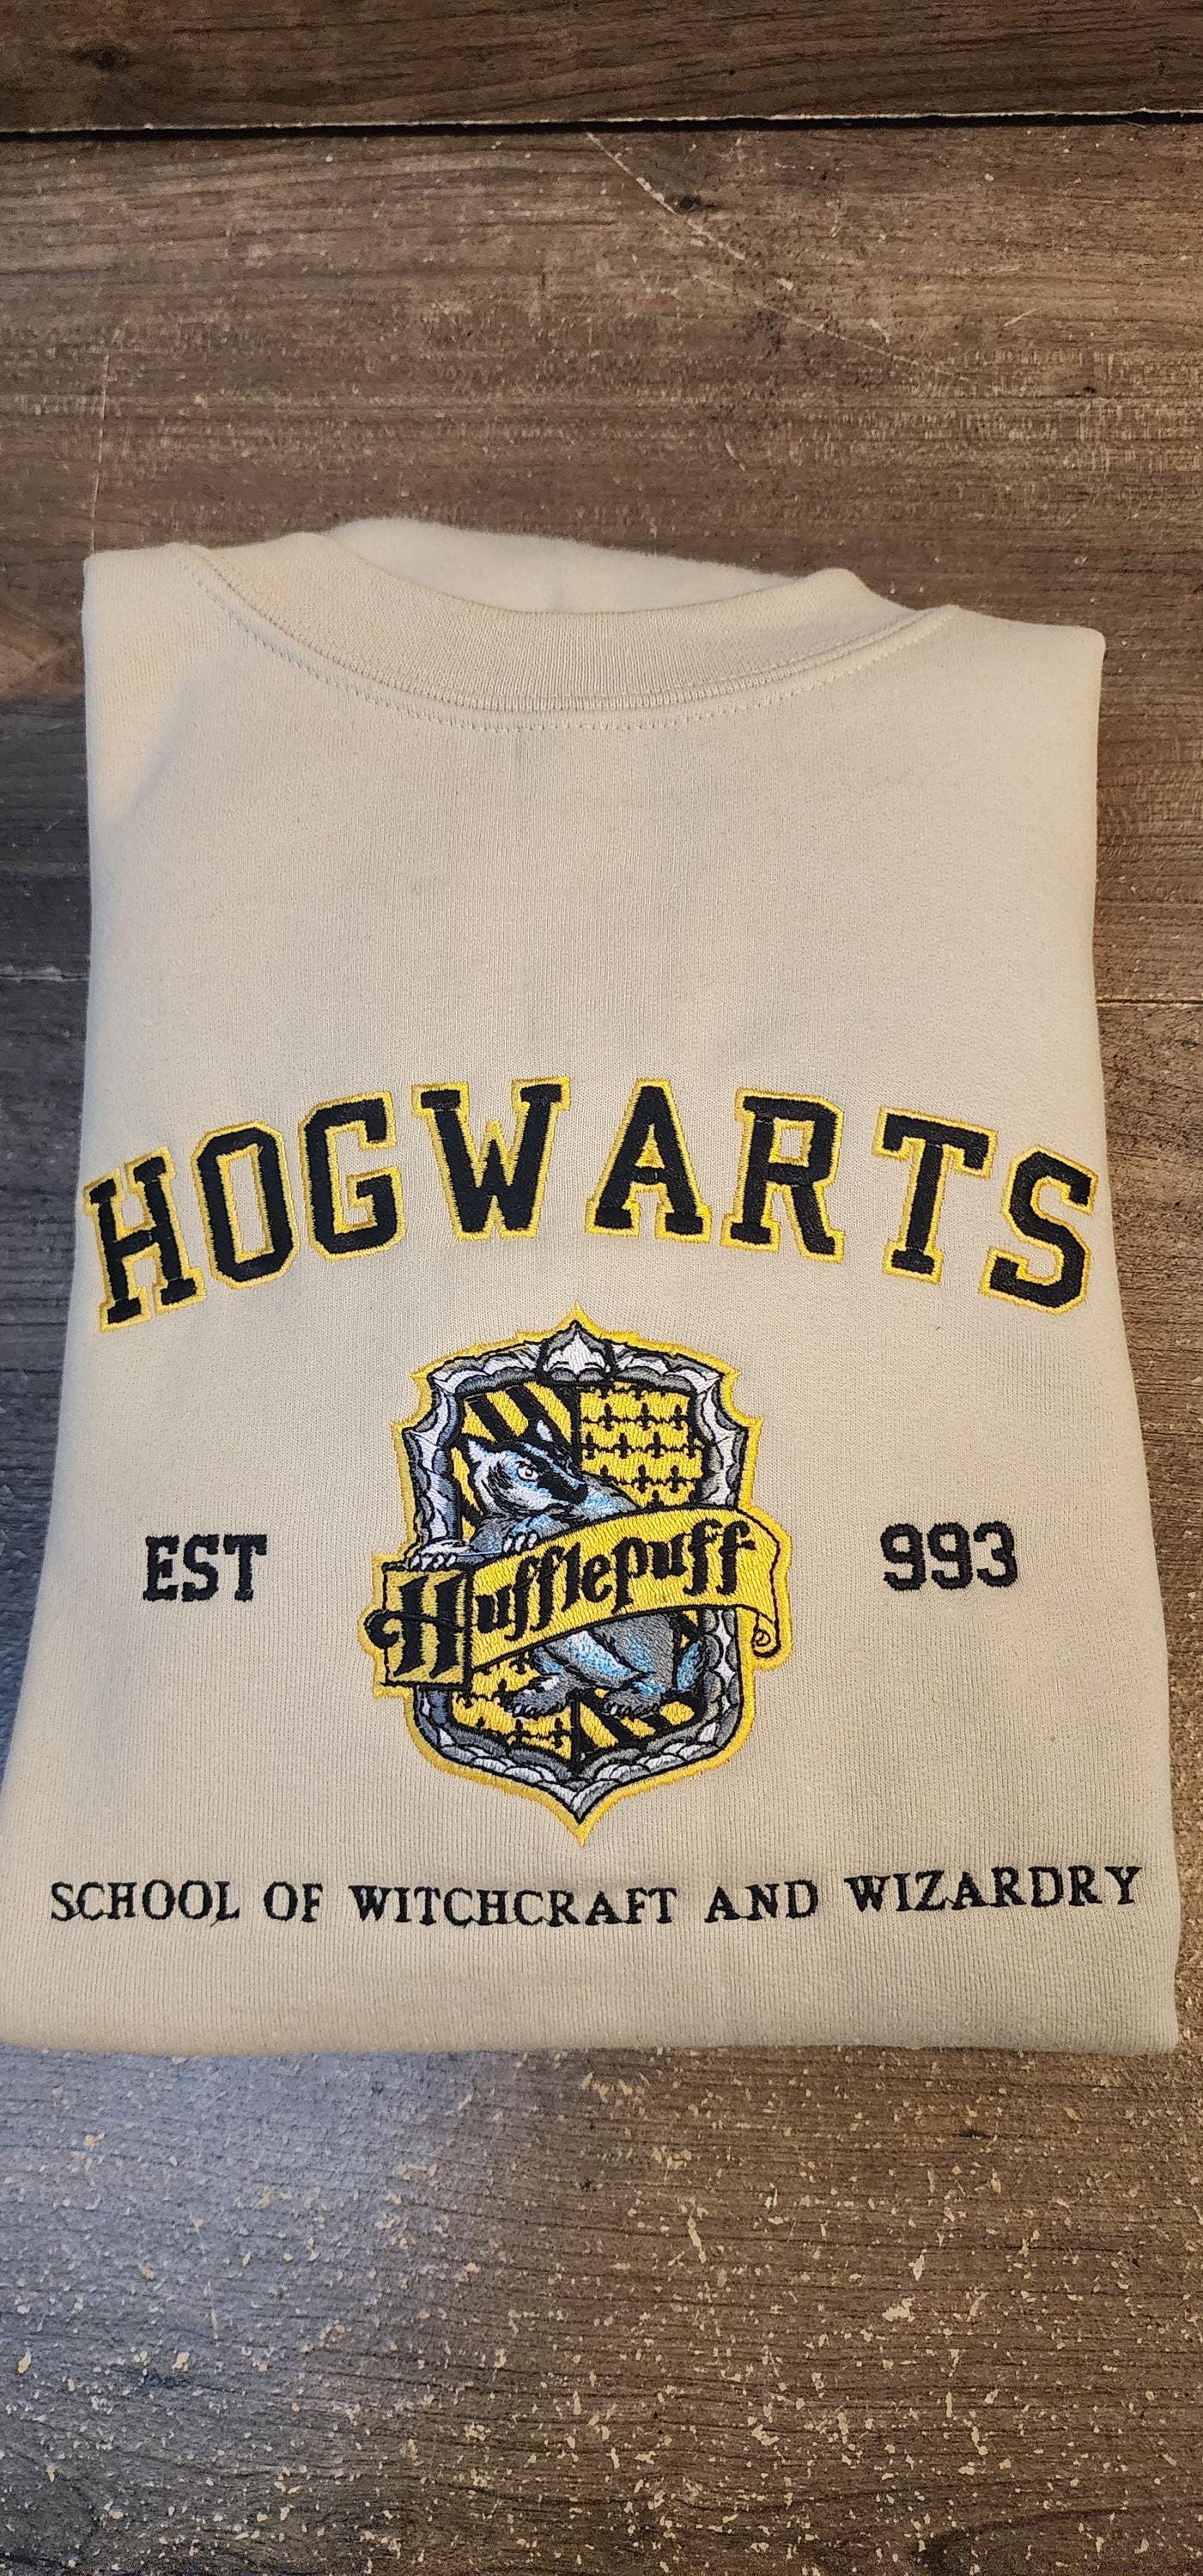 HOGWARTS
EST
Hufflepuff
993
SCHOOL OF WITCHCRAFT AND WIZARDRY